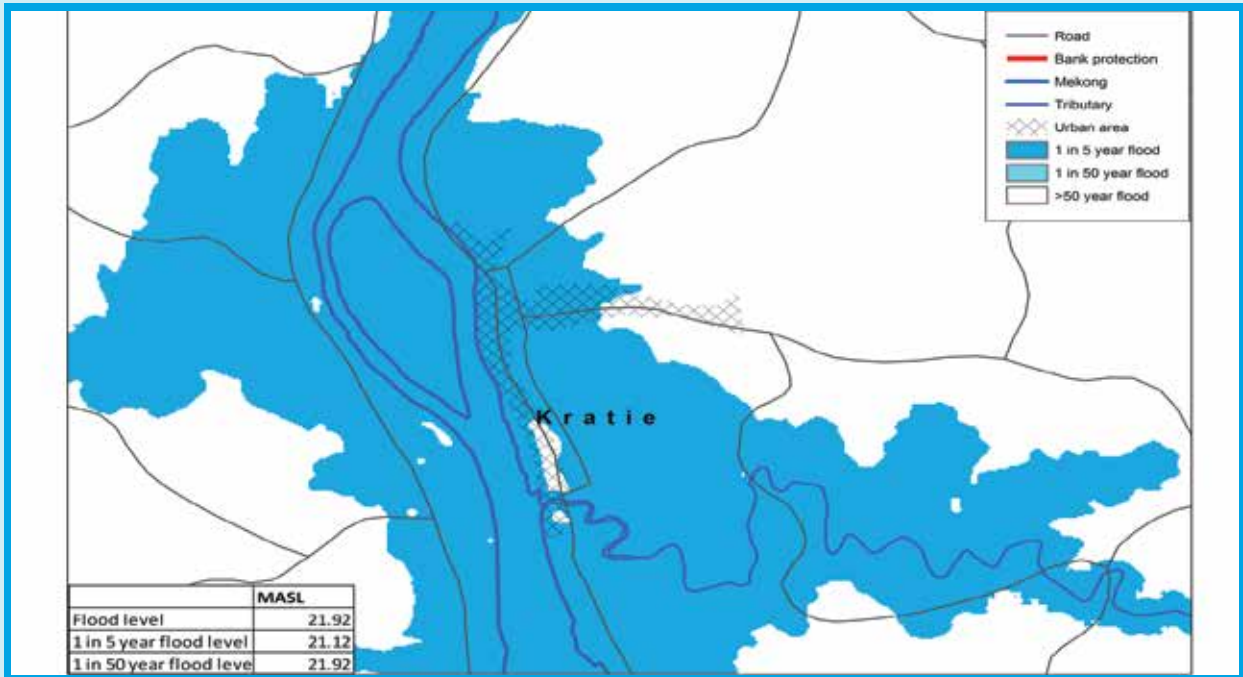 Road
Bank protection
Mekong
Tributary
Urban area
1 in 5 year flood
1 in 50 year flood
>50 year flood
Kratie
MASL
Flood level 21.92
1 in 5 year flood level 21.12
1 in 50 year flood leve 21.92